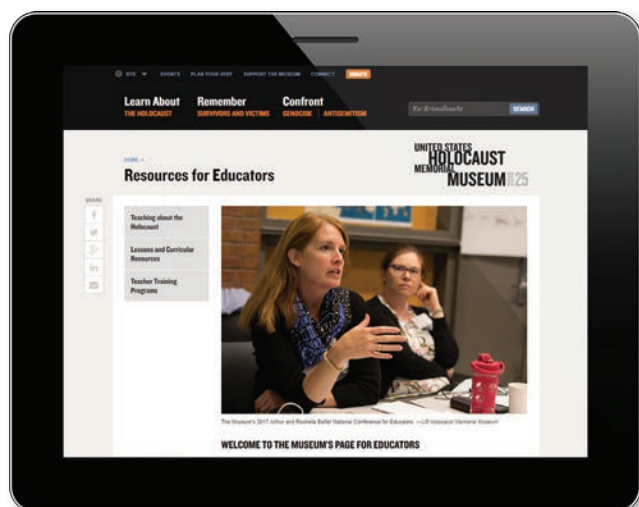 SITE EVENTS PLAN YOUR VISIT SUPPORT THE MUSEUM CONNECT DONATE
Learn About Remember Confront
THE HOLOCAUST SURVIVORS AND VICTIMS GENOCIDE ANTISEMITISM
Ex: Kristallnacht SEARCH
HOME »
Resources for Educators
UNITED STATES
HOLOCAUST
MEMORIAL
MUSEUM 25
SHARE
Teaching about the
Holocaust
Lessons and Curricular
Resources
Teacher Training
Programs
The Museum's 2017 Arthur and Rochelle Belfer National Conference for Educators. —US Holocaust Memorial Museum
WELCOME TO THE MUSEUM'S PAGE FOR EDUCATORS